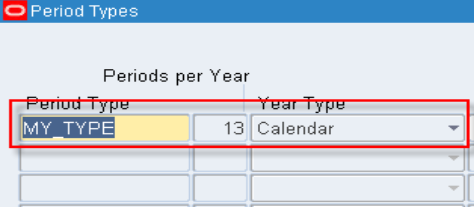 Period Types
Periods per Year
Period Type Year Type
MY_TYPE 13 Calendar